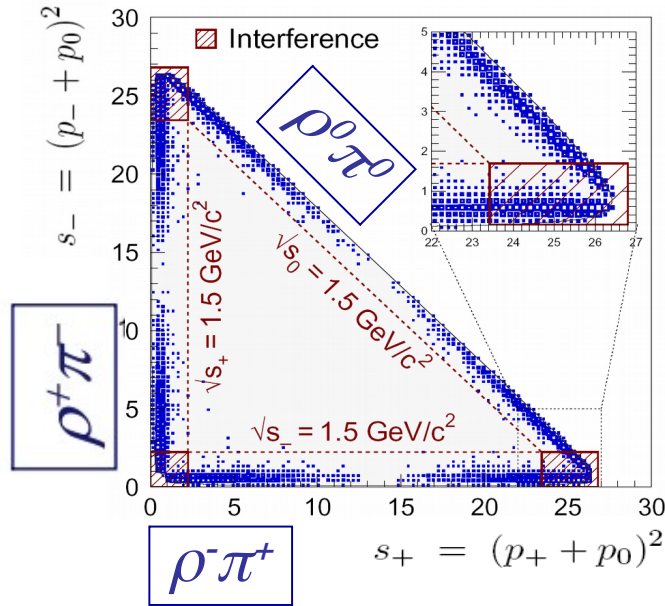 30
25
20
15
10
5
0
s₋ = (p₋ + p₀)²
Interference
ρ⁰π⁰
5
4
3
2
1
0
22 23 24 25 26 27
√s₊ = 1.5 GeV/c²
√s₀ = 1.5 GeV/c²
√s₋ = 1.5 GeV/c²
ρ⁺π⁻
0 5 10 15 20 25 30
ρ⁻π⁺
s₊ = (p₊ + p₀)²